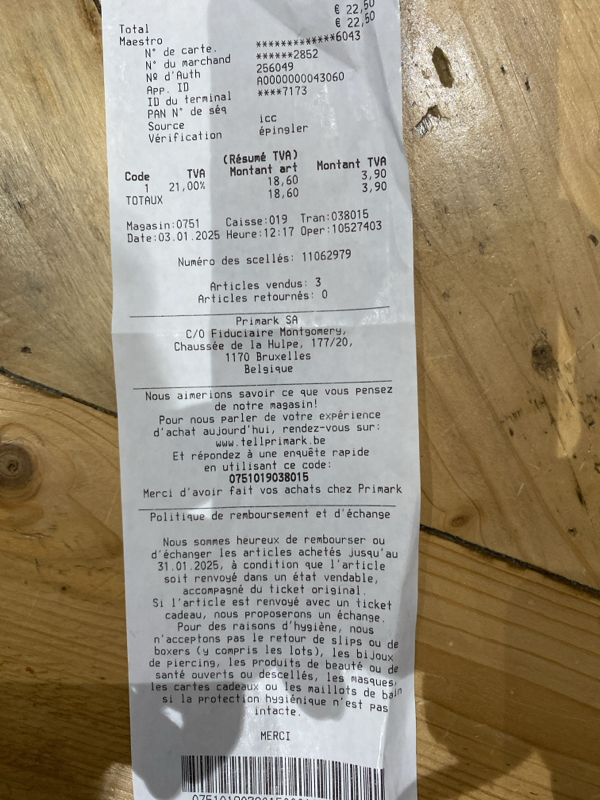 € 22,50
Total € 22,50
Maestro
N° de carte. ************6043
N° du marchand ******2852
Nº d'Auth 256049
App. ID A0000000043060
ID du terminal ****7173
PAN N° de séq
Source icc
Vérification épingler
(Résumé TVA)
Code TVA Montant art Montant TVA
1 21,00% 18,60 3,90
TOTAUX 18,60 3,90
Magasin:0751 Caisse:019 Tran:038015
Date:03.01.2025 Heure:12:17 Oper:10527403
Numéro des scellés: 11062979
Articles vendus: 3
Articles retournés: 0
Primark SA
C/O Fiduciaire Montgomery,
Chaussée de la Hulpe, 177/20,
1170 Bruxelles
Belgique
Nous aimerions savoir ce que vous pensez
de notre magasin!
Pour nous parler de votre expérience
d'achat aujourd'hui, rendez-vous sur:
www.tellprimark.be
Et répondez à une enquête rapide
en utilisant ce code:
0751019038015
Merci d'avoir fait vos achats chez Primark
Politique de remboursement et d'échange
Nous sommes heureux de rembourser ou
d'échanger les articles achetés jusqu'au
31.01.2025, à condition que l'article
soit renvoyé dans un état vendable,
accompagné du ticket original.
Si l'article est renvoyé avec un ticket
cadeau, nous proposerons un échange.
Pour des raisons d'hygiène, nous
n'acceptons pas le retour de slips ou de
boxers (y compris les lots), les bijoux
de piercing, les produits de beauté ou de
santé ouverts ou descellés, les masques,
les cartes cadeaux ou les maillots de bain
si la protection hygiénique n'est pas
intacte.
MERCI